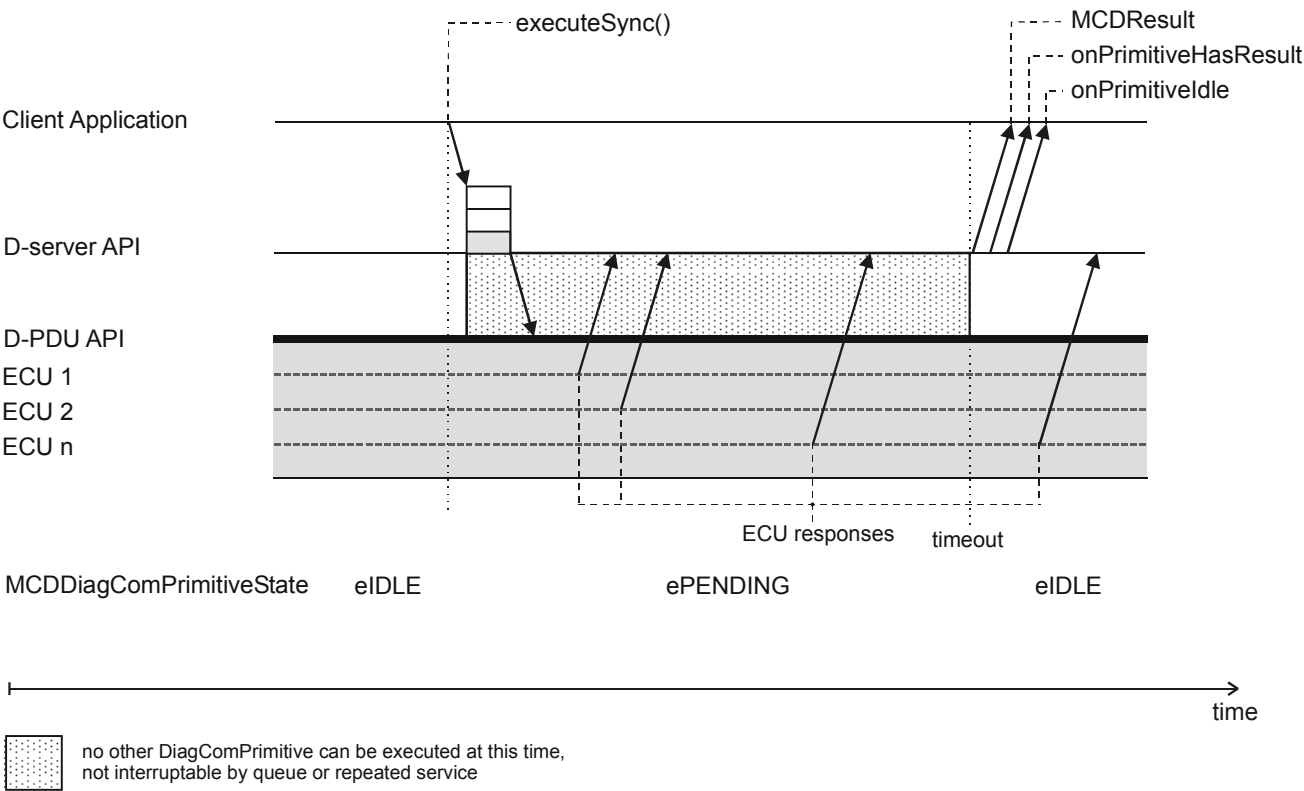 executeSync()
MCDResult
onPrimitiveHasResult
onPrimitiveIdle
Client Application
D-server API
D-PDU API
ECU 1
ECU 2
ECU n
ECU responses
timeout
MCDDiagComPrimitiveState eIDLE ePENDING eIDLE
time
no other DiagComPrimitive can be executed at this time,
not interruptable by queue or repeated service